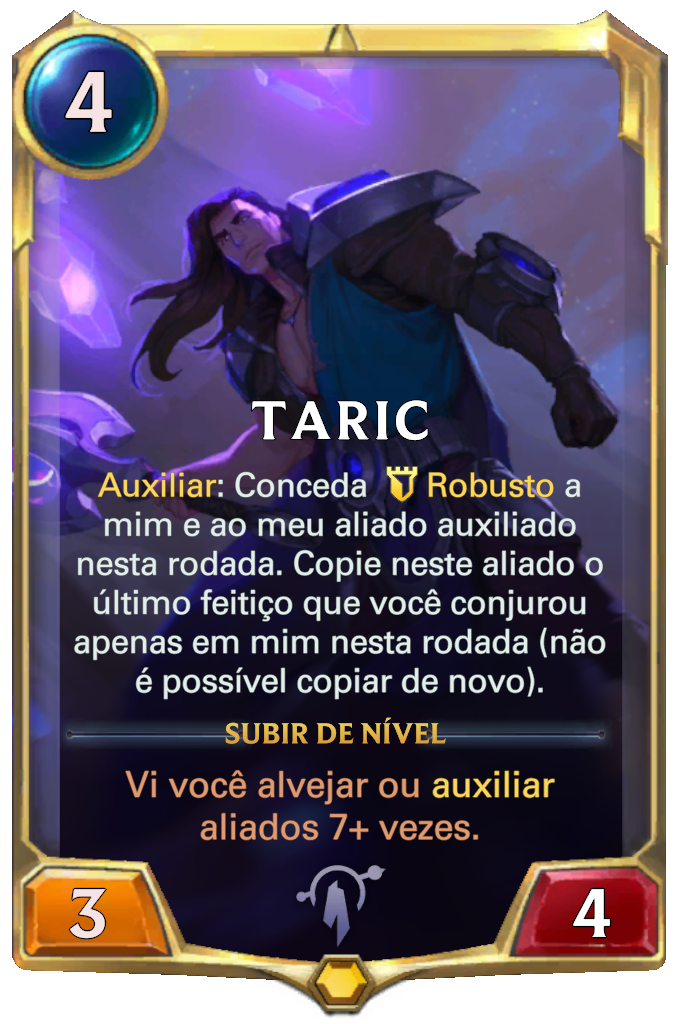 4
TARIC
Auxiliar: Conceda Robusto a
mim e ao meu aliado auxiliado
nesta rodada. Copie neste aliado o
último feitiço que você conjurou
apenas em mim nesta rodada (não
é possível copiar de novo).
SUBIR DE NÍVEL
Vi você alvejar ou auxiliar
aliados 7+ vezes.
3
4